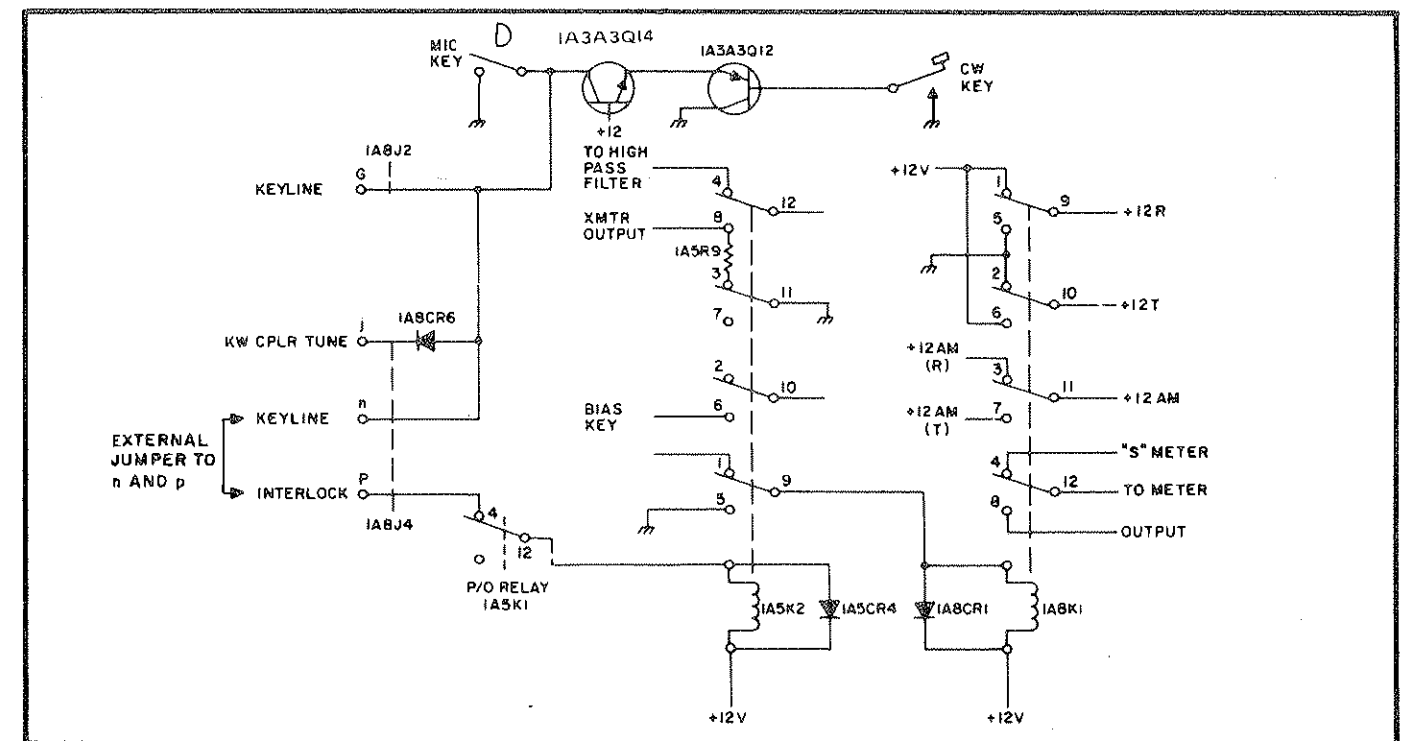 MIC
KEY
D
1A3A3Q14
1A3A3Q12
CW
KEY
+12
1A8J2
KEYLINE
G
TO HIGH
PASS
FILTER
4
12
XMTR
OUTPUT
8
1A5R9
3
11
7
+12V
1
9
+12R
5
2
10
+12T
6
KW CPLR TUNE
j
1A8CR6
2
10
+12 AM
(R)
3
11
+12 AM
KEYLINE
n
BIAS
KEY
6
+12 AM
(T)
7
EXTERNAL
JUMPER TO
n AND p
INTERLOCK
P
1A8J4
4
12
P/O RELAY
1A5K1
1
9
5
4
"S" METER
12
TO METER
8
OUTPUT
1A5K2
1A5CR4
1A8CR1
1A8K1
+12V
+12V